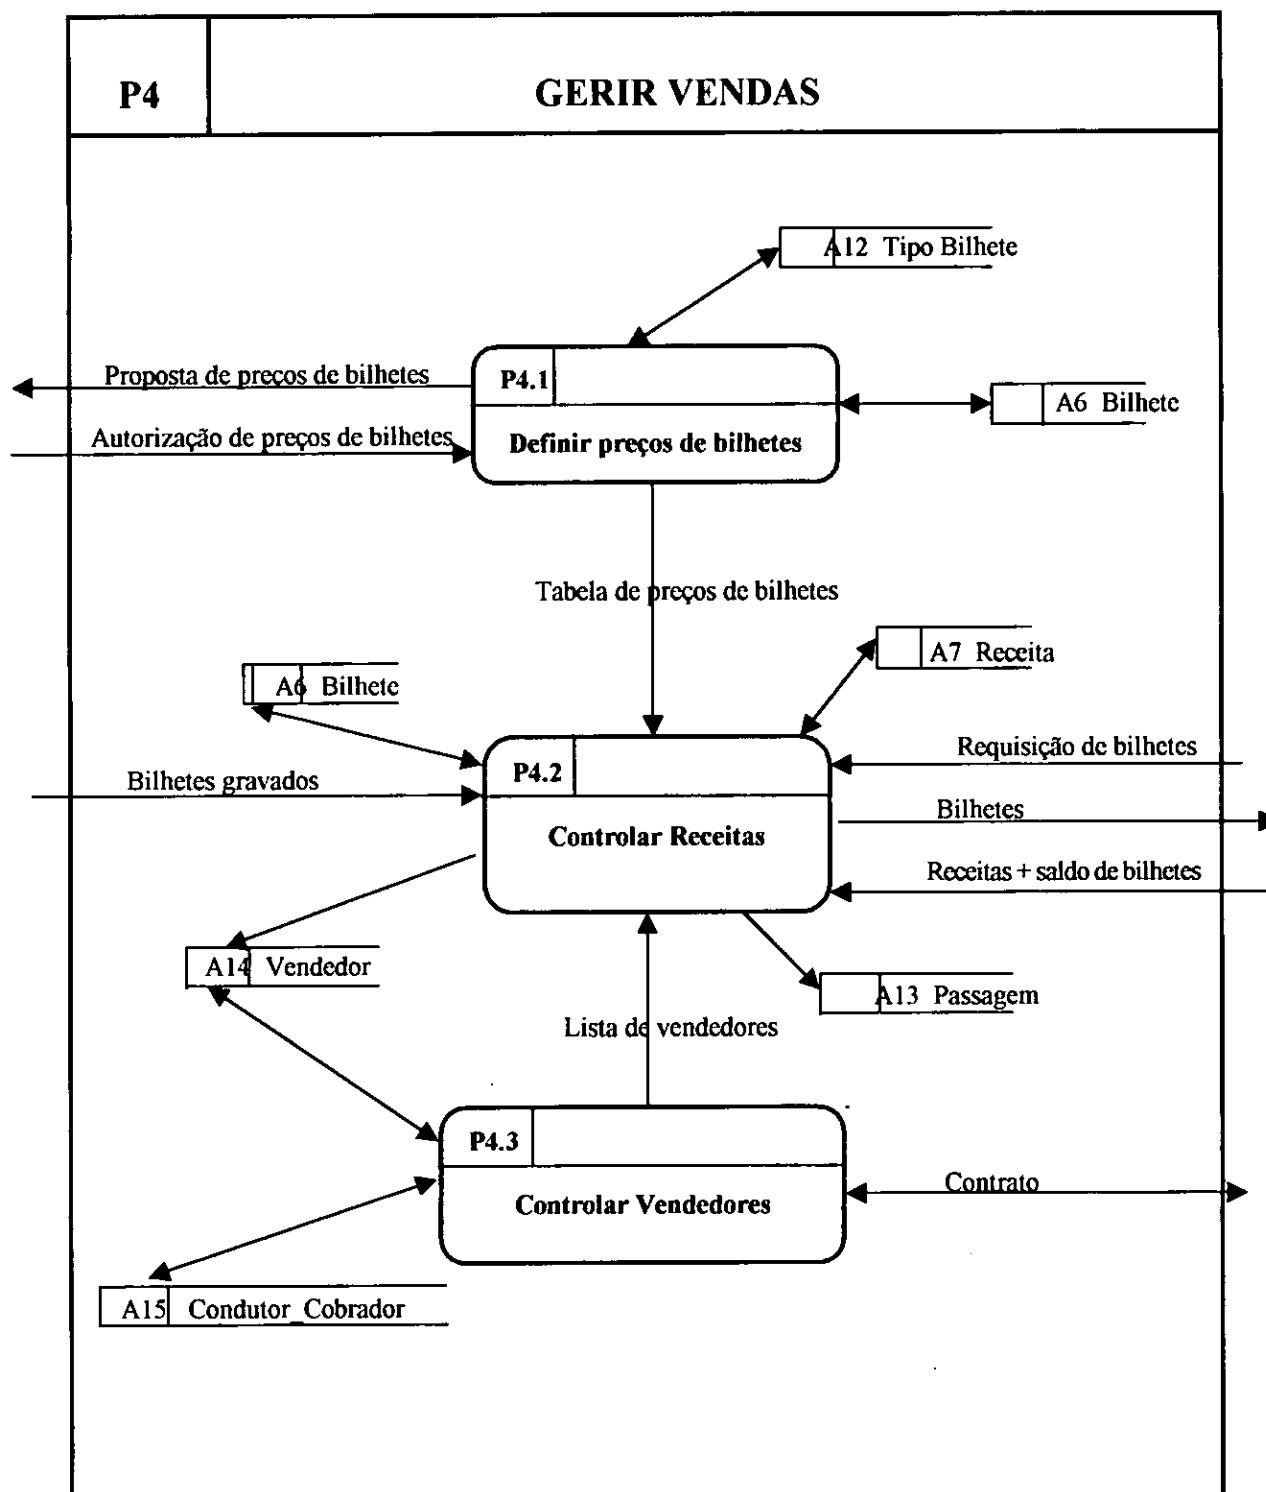 P4
GERIR VENDAS
A12 Tipo Bilhete
Proposta de preços de bilhetes
P4.1
A6 Bilhete
Autorização de preços de bilhetes
Definir preços de bilhetes
Tabela de preços de bilhetes
A7 Receita
A6 Bilhete
Requisição de bilhetes
P4.2
Bilhetes gravados
Bilhetes
Controlar Receitas
Receitas + saldo de bilhetes
A14 Vendedor
A13 Passagem
Lista de vendedores
P4.3
Contrato
Controlar Vendedores
A15 Condutor_Cobrador